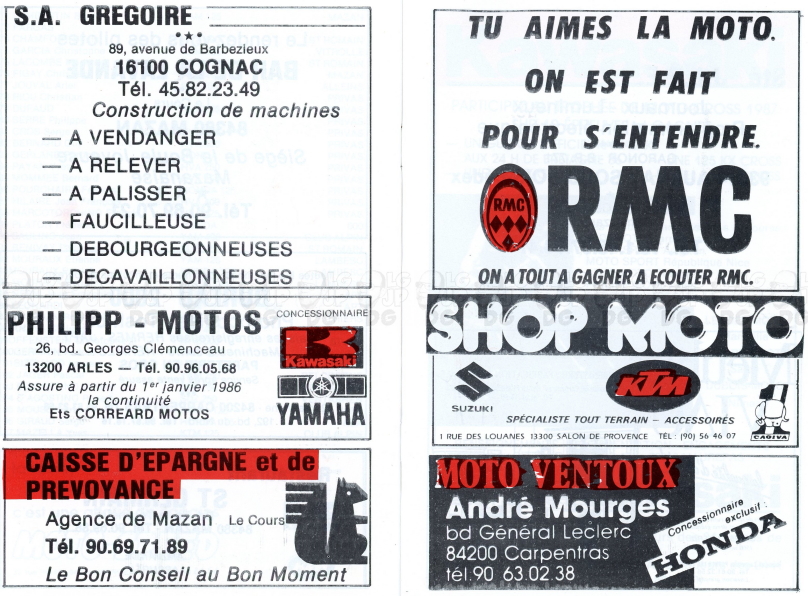 S.A. GREGOIRE
89, avenue de Barbezieux
16100 COGNAC
Tél. 45.82.23.49
Construction de machines
— A VENDANGER
— A RELEVER
— A PALISSER
— FAUCILLEUSE
— DEBOURGEONNEUSES
— DECAVAILLONNEUSES
PHILIPP - MOTOS
26, bd. Georges Clémenceau
13200 ARLES — Tél. 90.96.05.68
Assure à partir du 1er janvier 1986
la continuité
Ets CORREARD MOTOS
CONCESSIONNAIRE
Kawasaki
YAMAHA
CAISSE D'EPARGNE et de
PREVOYANCE
Agence de Mazan Le Cours
Tél. 90.69.71.89
Le Bon Conseil au Bon Moment
TU AIMES LA MOTO.
ON EST FAIT
POUR S'ENTENDRE.
RMC
RMC
ON A TOUT A GAGNER A ECOUTER RMC.
SHOP MOTO
SUZUKI
KTM
SPÉCIALISTE TOUT TERRAIN – ACCESSOIRES
1 RUE DES LOUANES 13300 SALON DE PROVENCE TÉL : (90) 56 46 07
1
CAGIVA
MOTO VENTOUX
André Mourges
bd Général Leclerc
84200 Carpentras
tél.90 63.02.38
Concessionnaire
exclusif :
HONDA